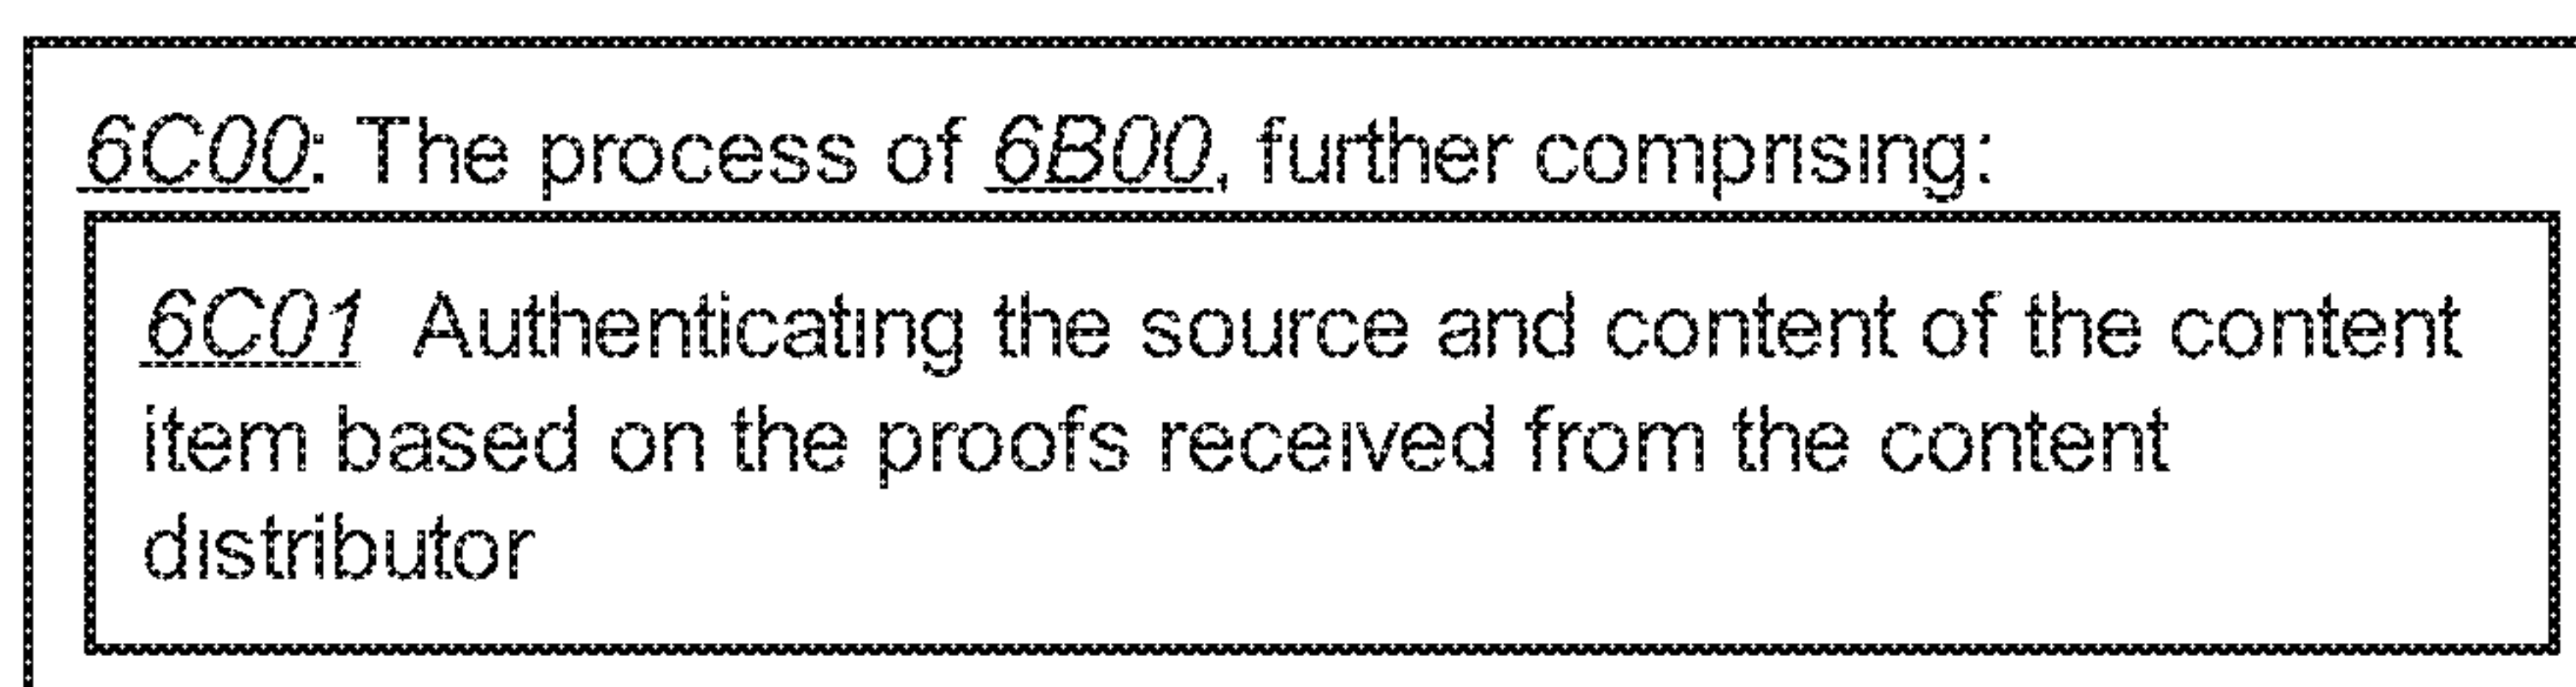 6C00: The process of 6B00, further comprising:
6C01 Authenticating the source and content of the content
item based on the proofs received from the content
distributor